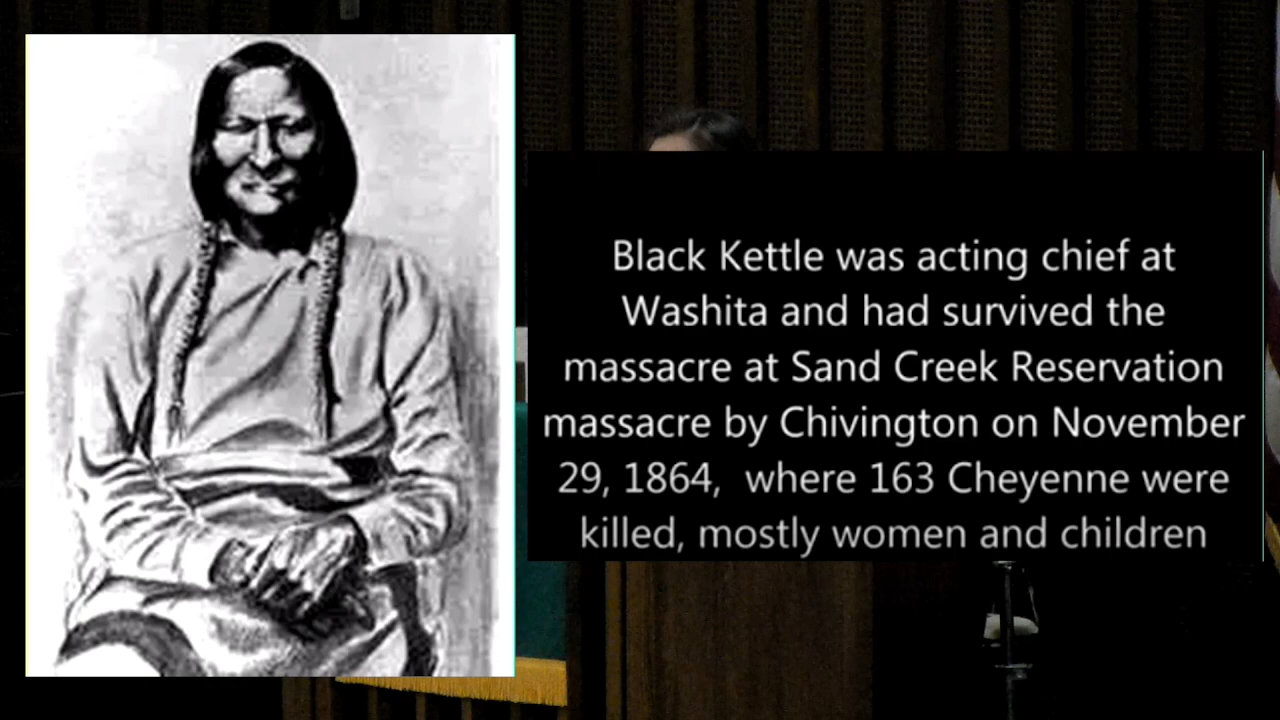 Black Kettle was acting chief at
Washita and had survived the
massacre at Sand Creek Reservation
massacre by Chivington on November
29, 1864,  where 163 Cheyenne were
killed, mostly women and children